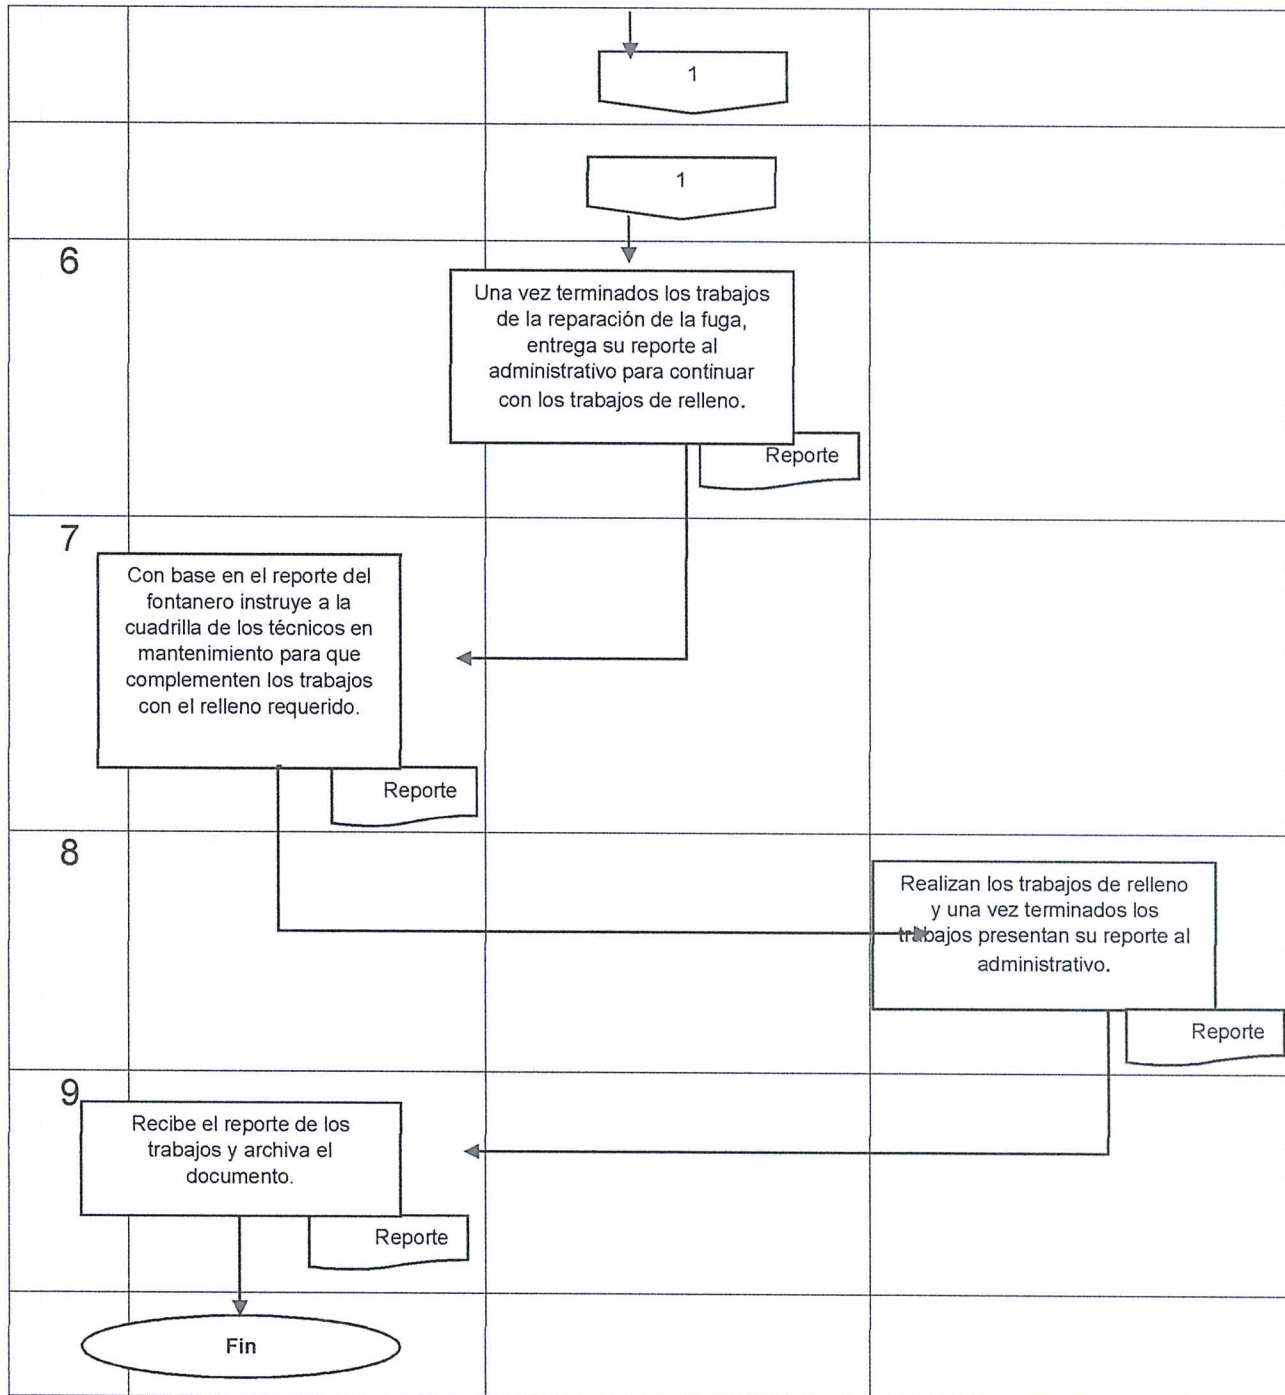 1
1
6
Una vez terminados los trabajos
de la reparación de la fuga,
entrega su reporte al
administrativo para continuar
con los trabajos de relleno.
Reporte
7
Con base en el reporte del
fontanero instruye a la
cuadrilla de los técnicos en
mantenimiento para que
complementen los trabajos
con el relleno requerido.
Reporte
8
Realizan los trabajos de relleno
y una vez terminados los
trabajos presentan su reporte al
administrativo.
Reporte
9
Recibe el reporte de los
trabajos y archiva el
documento.
Reporte
Fin